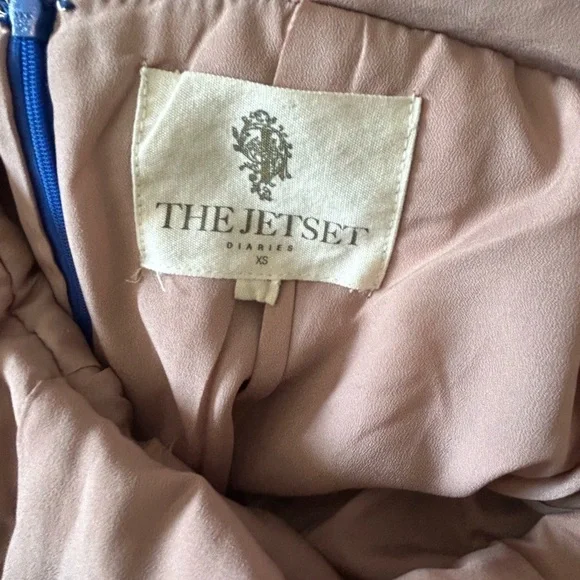 THE JETSET
DIARIES
XS